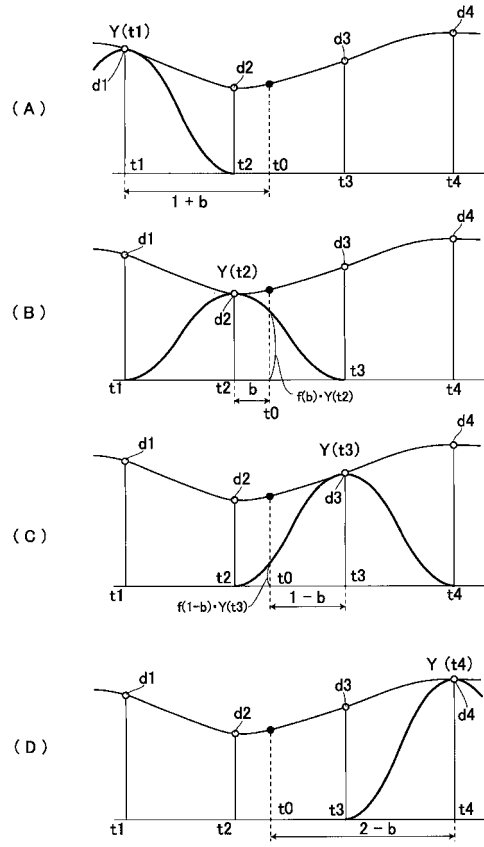 (A)
Y(t1)
d1
d2
d3
d4
t1
t2
t0
t3
t4
1 + b
(B)
d1
Y(t2)
d2
d3
d4
t1
t2
b
t0
t3
t4
f(b)・Y(t2)
(C)
d1
d2
Y(t3)
d3
d4
t1
t2
t0
t3
t4
f(1-b)・Y(t3)
1 - b
(D)
d1
d2
d3
Y (t4)
d4
t1
t2
t0
t3
t4
2 - b